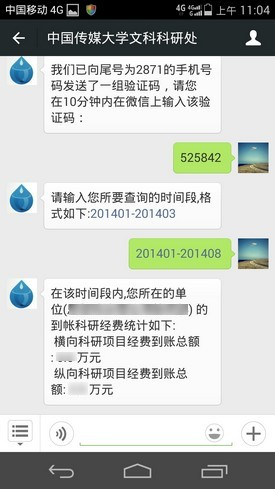 中国移动 4G 4G 4G 上午 11:04
中国传媒大学文科科研处
我们已向尾号为2871的手机号
码发送了一组验证码，请您
在10分钟内在微信上输入该验
证码：
525842
请输入您所要查询的时间段,格
式如下:201401-201403
201401-201408
在该时间段内,您所在的单
位( ) 的
到帐科研经费统计如下:
横向科研项目经费到账总额
: 万元
纵向科研项目经费到账总
额: 万元